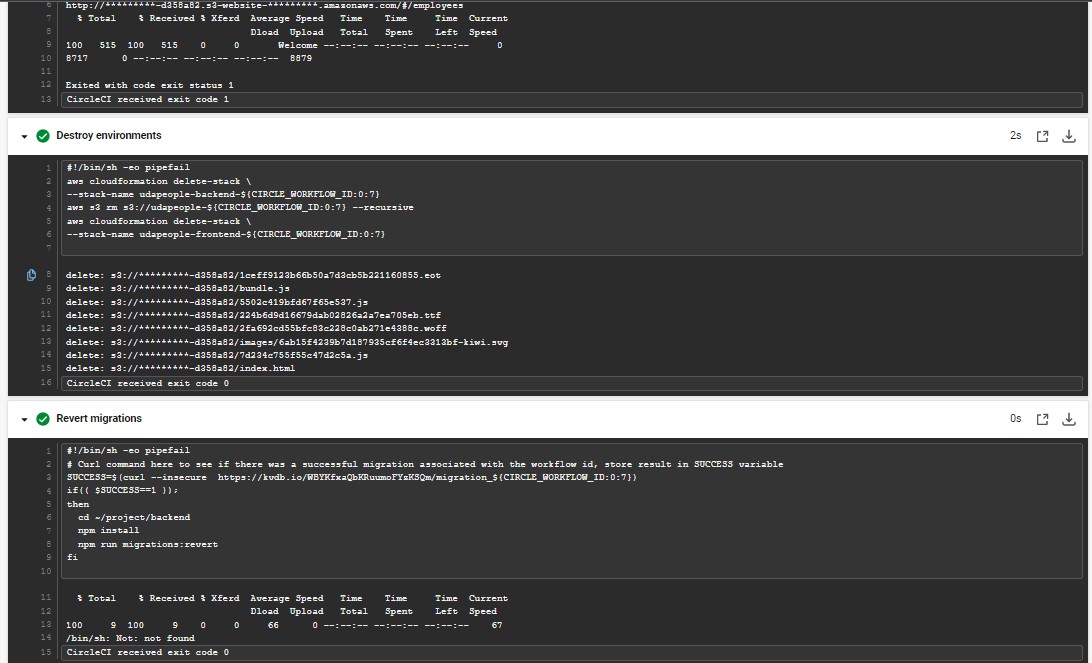 6 http://*********-d358a82.s3-website-*********.amazonaws.com/#/employees
7 % Total % Received % Xferd Average Speed Time Time Time Current
8 Dload Upload Total Spent Left Speed
9 100 515 100 515 0 0 Welcome --:--:-- --:--:-- --:--:-- 0
10 8717 0 --:--:-- --:--:-- --:--:-- 8879
11
12 Exited with code exit status 1
13 CircleCI received exit code 1
Destroy environments 2s
1 #!/bin/sh -eo pipefail
2 aws cloudformation delete-stack \
3 --stack-name udapeople-backend-${CIRCLE_WORKFLOW_ID:0:7}
4 aws s3 rm s3://udapeople-${CIRCLE_WORKFLOW_ID:0:7} --recursive
5 aws cloudformation delete-stack \
6 --stack-name udapeople-frontend-${CIRCLE_WORKFLOW_ID:0:7}
7
8 delete: s3://*********-d358a82/1ceff9123b66b50a7d3cb5b221160855.eot
9 delete: s3://*********-d358a82/bundle.js
10 delete: s3://*********-d358a82/5502c419bfd67f65e537.js
11 delete: s3://*********-d358a82/224b6d9d16679dab02826a2a7ea705eb.ttf
12 delete: s3://*********-d358a82/2fa692cd55bfc83c228c0ab271e4388c.woff
13 delete: s3://*********-d358a82/images/6ab15f4239b7d187935cf6f4ec3313bf-kiwi.svg
14 delete: s3://*********-d358a82/7d234c755f55c47d2c5a.js
15 delete: s3://*********-d358a82/index.html
16 CircleCI received exit code 0
Revert migrations 0s
1 #!/bin/sh -eo pipefail
2 # Curl command here to see if there was a successful migration associated with the workflow id, store result in SUCCESS variable
3 SUCCESS=$(curl --insecure https://kvdb.io/WBYKfxaQbKRuumoFYzKSQm/migration_${CIRCLE_WORKFLOW_ID:0:7})
4 if(( $SUCCESS==1 ));
5 then
6 cd ~/project/backend
7 npm install
8 npm run migrations:revert
9 fi
10
11 % Total % Received % Xferd Average Speed Time Time Time Current
12 Dload Upload Total Spent Left Speed
13 100 9 100 9 0 0 66 0 --:--:-- --:--:-- --:--:-- 67
14 /bin/sh: Not: not found
15 CircleCI received exit code 0